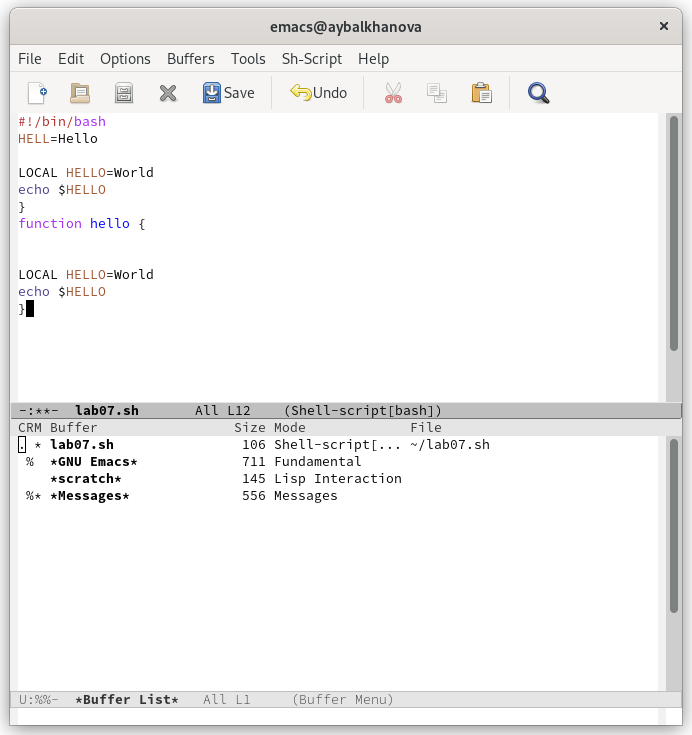 emacs@aybalkhanova ×
File Edit Options Buffers Tools Sh-Script Help
Save Undo
#!/bin/bash
HELL=Hello
LOCAL HELLO=World
echo $HELLO
}
function hello {
LOCAL HELLO=World
echo $HELLO
}
-:**- lab07.sh All L12 (Shell-script[bash])
CRM Buffer Size Mode File
. * lab07.sh 106 Shell-script[... ~/lab07.sh
% *GNU Emacs* 711 Fundamental
*scratch* 145 Lisp Interaction
%* *Messages* 556 Messages
U:%%- *Buffer List* All L1 (Buffer Menu)